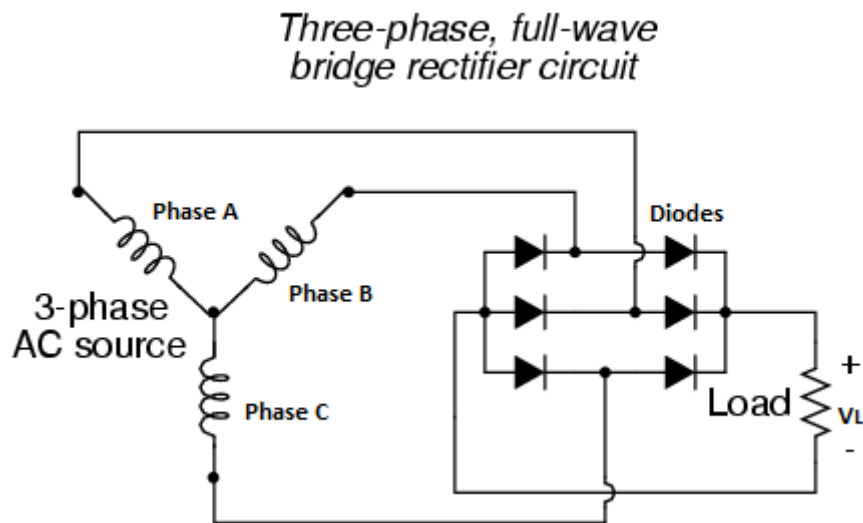 Three-phase, full-wave
bridge rectifier circuit
Phase A
Diodes
Phase B
3-phase
AC source
Phase C
Load
+
VL
-